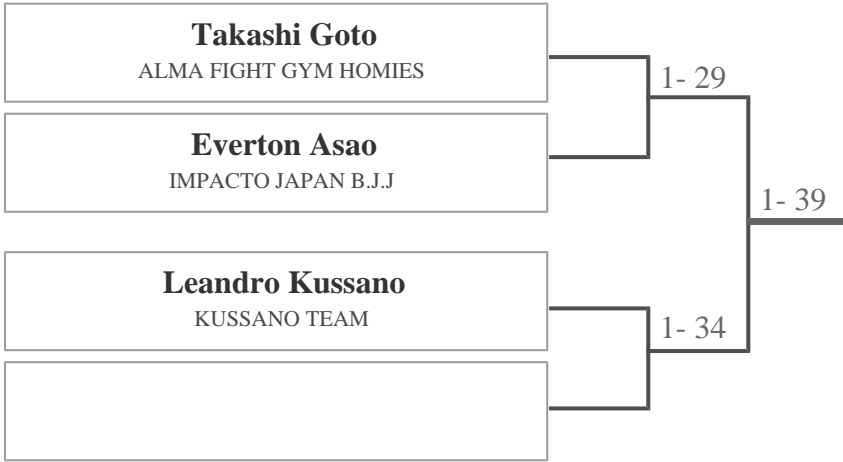 Takashi Goto
ALMA FIGHT GYM HOMIES
1- 29
Everton Asao
IMPACTO JAPAN B.J.J
1- 39
Leandro Kussano
KUSSANO TEAM
1- 34